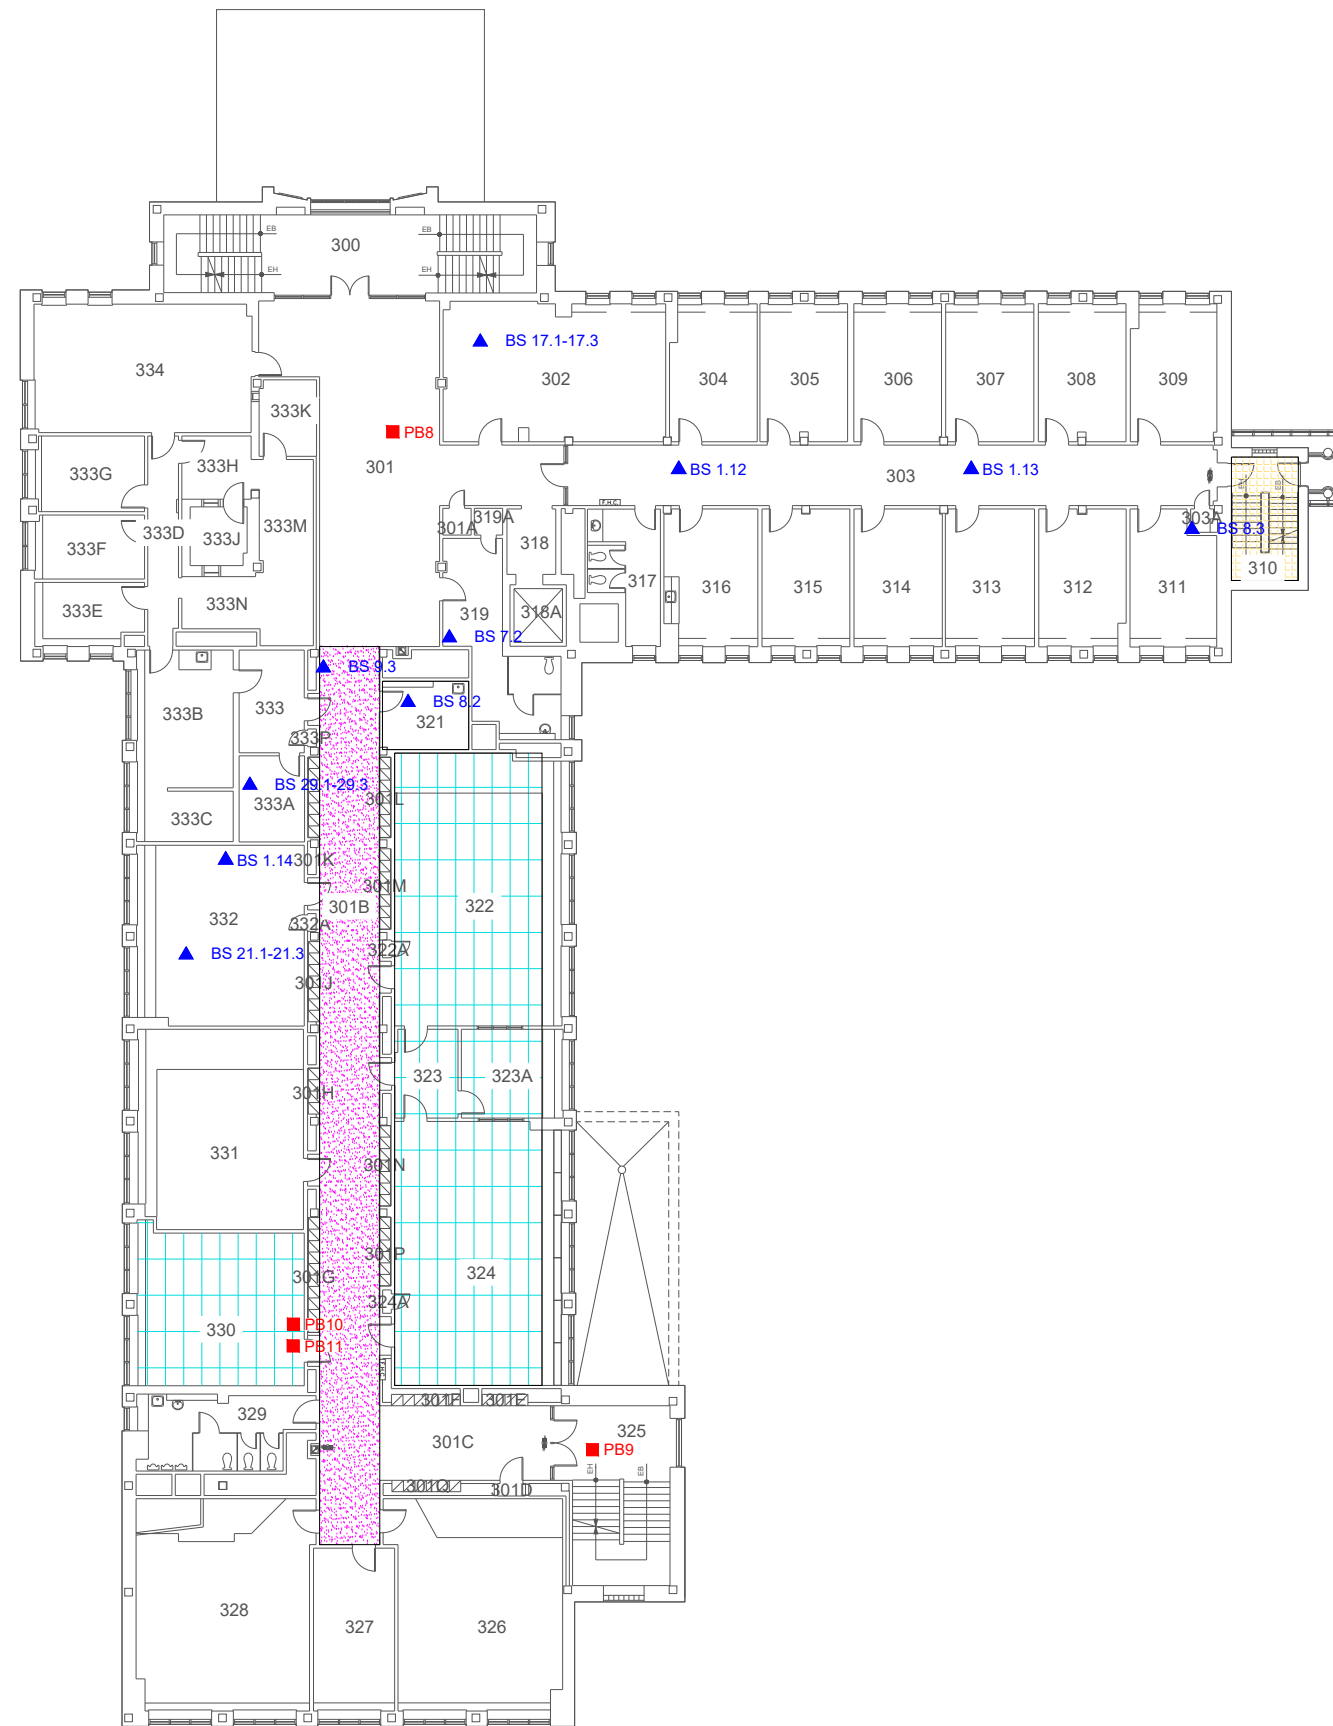 EB
EB
300
EH
EH
BS 17.1-17.3
334
302
304
305
306
307
308
309
333K
PB8
301
333H
333G
BS 1.12
303
BS 1.13
EH
EB
F.H.C.
319A
301A
303A
333D
333M
333J
333F
318
BS 8.3
317
316
315
314
313
312
311
310
333E
333N
319
318A
BS 7.2
BS 9.3
333
BS 8.2
333B
321
333P
BS 29.1-29.3
333A
301L
333C
BS 1.14
301K
301M
332
301B
322
332A
322A
BS 21.1-21.3
301J
323
323A
301H
331
301N
301P
301G
324
324A
PB10
330
PB11
F.H.C.
301F
301E
329
301C
325
PB9
EH
EB
301Q
301D
328
327
326